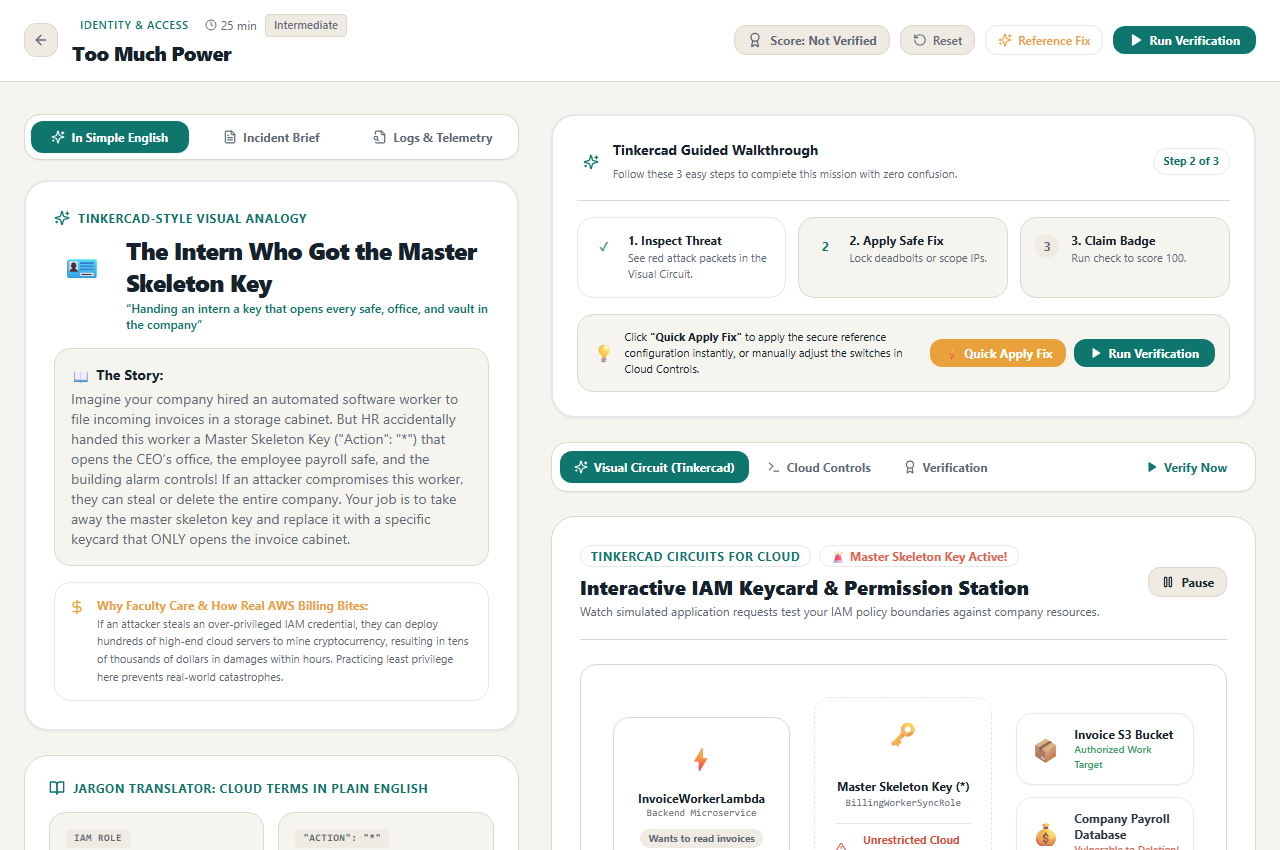 IDENTITY & ACCESS
25 min
Intermediate
Too Much Power
Score: Not Verified
Reset
Reference Fix
Run Verification
In Simple English
Incident Brief
Logs & Telemetry
TINKERCAD-STYLE VISUAL ANALOGY
The Intern Who Got the Master
Skeleton Key
“Handing an intern a key that opens every safe, office, and vault in
the company”
The Story:
Imagine your company hired an automated software worker to
file incoming invoices in a storage cabinet. But HR accidentally
handed this worker a Master Skeleton Key ("Action": "*") that
opens the CEO's office, the employee payroll safe, and the
building alarm controls! If an attacker compromises this worker,
they can steal or delete the entire company. Your job is to take
away the master skeleton key and replace it with a specific
keycard that ONLY opens the invoice cabinet.
Why Faculty Care & How Real AWS Billing Bites:
If an attacker steals an over-privileged IAM credential, they can deploy
hundreds of high-end cloud servers to mine cryptocurrency, resulting in tens
of thousands of dollars in damages within hours. Practicing least privilege
here prevents real-world catastrophes.
JARGON TRANSLATOR: CLOUD TERMS IN PLAIN ENGLISH
IAM ROLE
"ACTION": "*"
Tinkercad Guided Walkthrough
Follow these 3 easy steps to complete this mission with zero confusion.
Step 2 of 3
1. Inspect Threat
See red attack packets in the
Visual Circuit.
2
2. Apply Safe Fix
Lock deadbolts or scope IPs.
3
3. Claim Badge
Run check to score 100.
Click "Quick Apply Fix" to apply the secure reference
configuration instantly, or manually adjust the switches in
Cloud Controls.
Quick Apply Fix
Run Verification
Visual Circuit (Tinkercad)
Cloud Controls
Verification
Verify Now
TINKERCAD CIRCUITS FOR CLOUD
Master Skeleton Key Active!
Interactive IAM Keycard & Permission Station
Watch simulated application requests test your IAM policy boundaries against company resources.
Pause
InvoiceWorkerLambda
Backend Microservice
Wants to read invoices
Master Skeleton Key (*)
BillingWorkerSyncRole
Unrestricted Cloud
Invoice S3 Bucket
Authorized Work
Target
Company Payroll
Database
Vulnerable to Deletion!